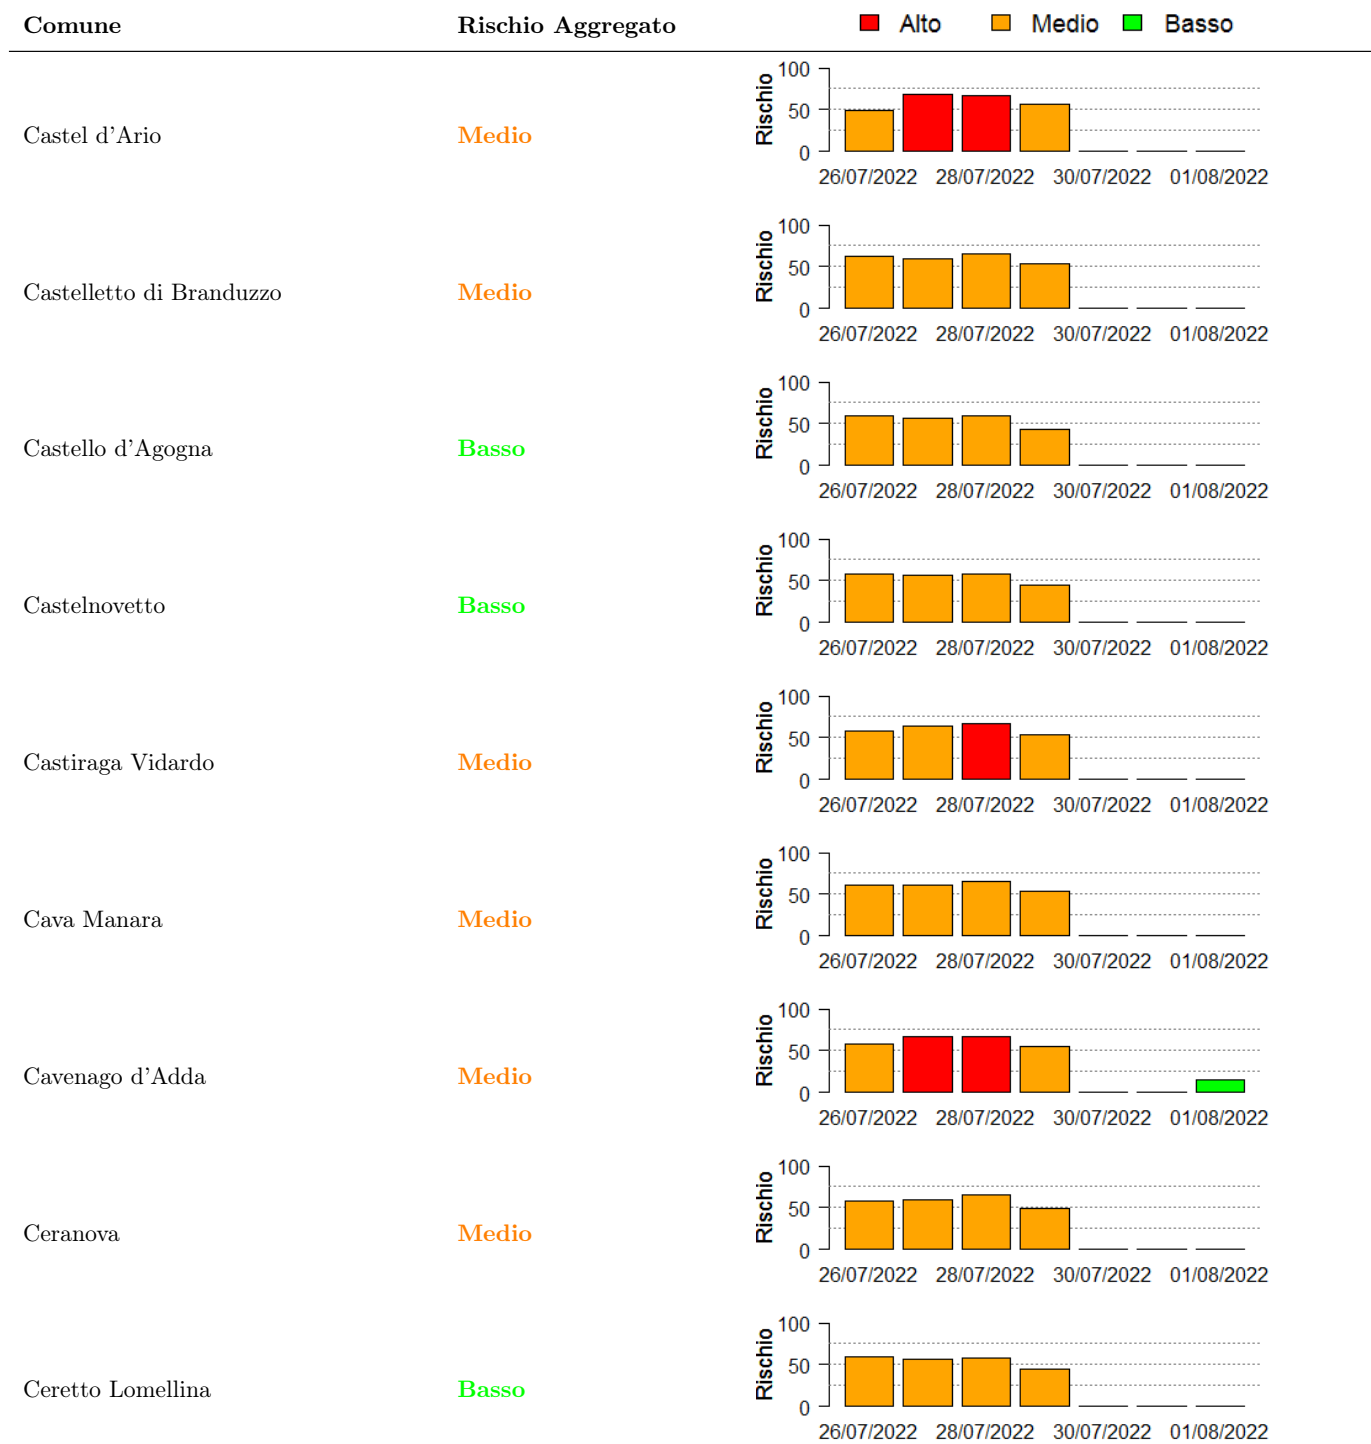 Comune Rischio Aggregato Alto Medio Basso
Castel d'Ario Medio
Rischio
100
50
0
26/07/2022 28/07/2022 30/07/2022 01/08/2022
Castelletto di Branduzzo Medio
Rischio
100
50
0
26/07/2022 28/07/2022 30/07/2022 01/08/2022
Castello d'Agogna Basso
Rischio
100
50
0
26/07/2022 28/07/2022 30/07/2022 01/08/2022
Castelnovetto Basso
Rischio
100
50
0
26/07/2022 28/07/2022 30/07/2022 01/08/2022
Castiraga Vidardo Medio
Rischio
100
50
0
26/07/2022 28/07/2022 30/07/2022 01/08/2022
Cava Manara Medio
Rischio
100
50
0
26/07/2022 28/07/2022 30/07/2022 01/08/2022
Cavenago d'Adda Medio
Rischio
100
50
0
26/07/2022 28/07/2022 30/07/2022 01/08/2022
Ceranova Medio
Rischio
100
50
0
26/07/2022 28/07/2022 30/07/2022 01/08/2022
Ceretto Lomellina Basso
Rischio
100
50
0
26/07/2022 28/07/2022 30/07/2022 01/08/2022